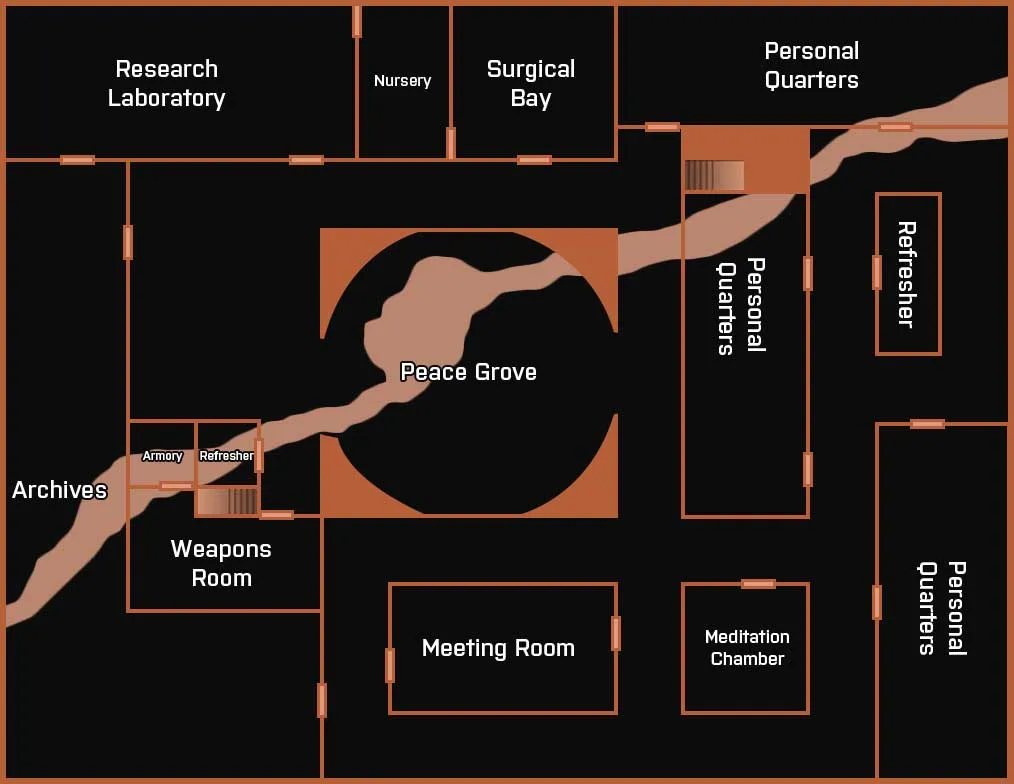 Research
Laboratory
Nursery
Surgical
Bay
Personal
Quarters
Personal
Quarters
Refresher
Peace Grove
Armory
Refresher
Archives
Weapons
Room
Meeting Room
Meditation
Chamber
Personal
Quarters